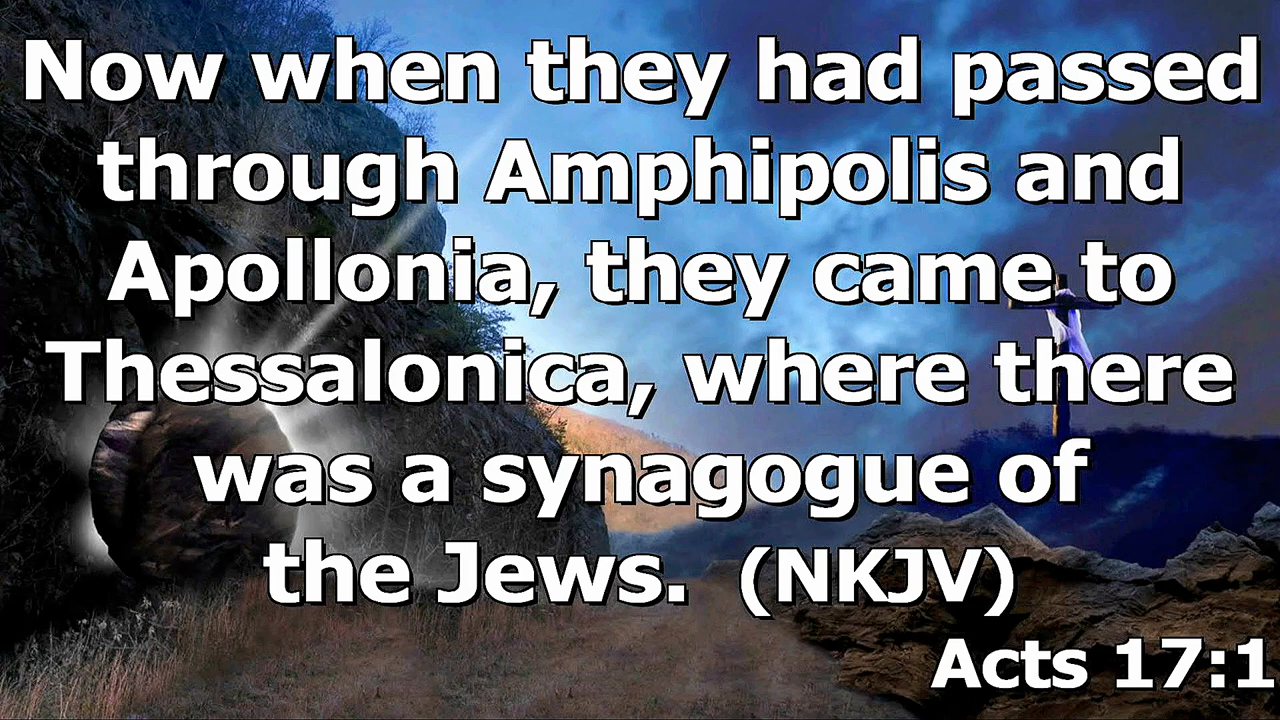 Now when they had passed
through Amphipolis and
Apollonia, they came to
Thessalonica, where there
was a synagogue of
the Jews. (NKJV)
Acts 17:1